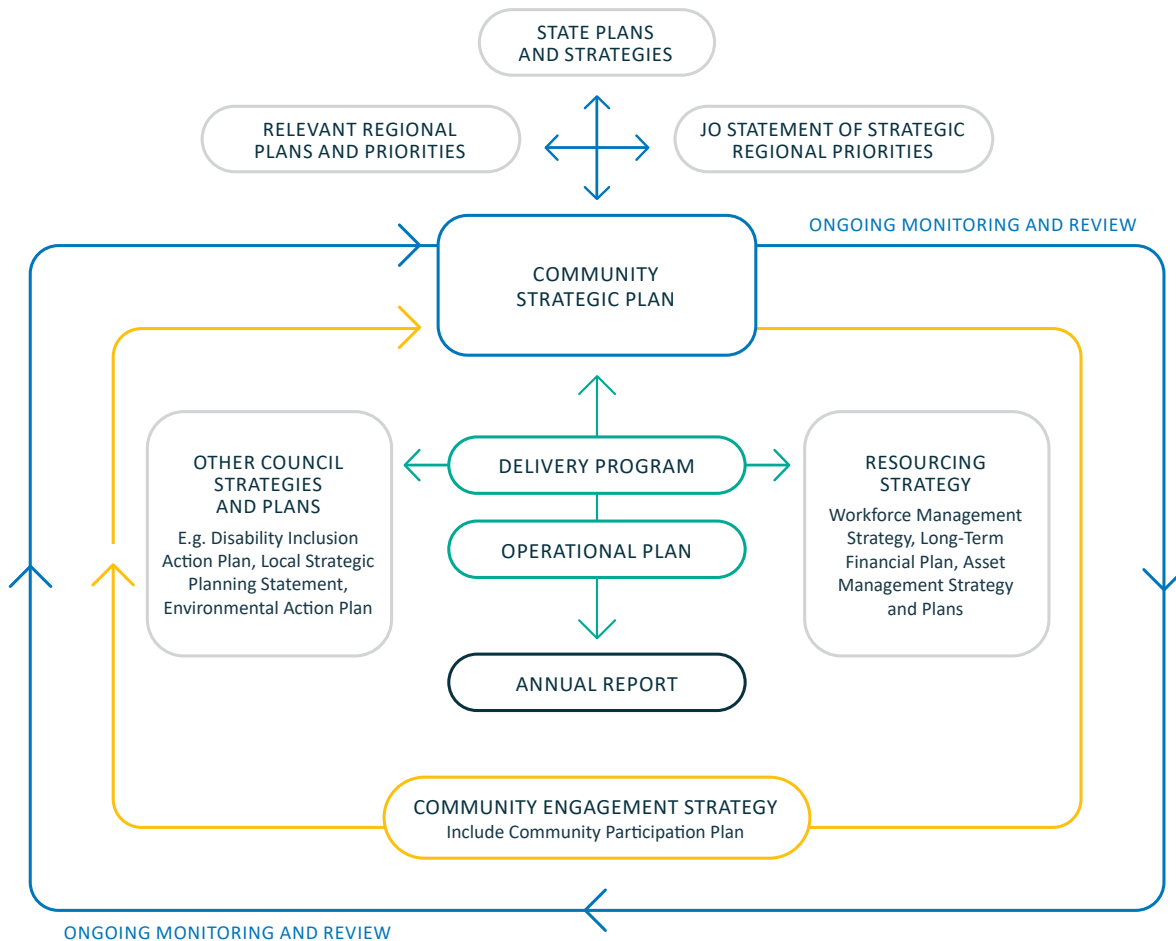 STATE PLANS
AND STRATEGIES
RELEVANT REGIONAL
PLANS AND PRIORITIES
JO STATEMENT OF STRATEGIC
REGIONAL PRIORITIES
ONGOING MONITORING AND REVIEW
COMMUNITY
STRATEGIC PLAN
OTHER COUNCIL
STRATEGIES
AND PLANS
E.g. Disability Inclusion
Action Plan, Local Strategic
Planning Statement,
Environmental Action Plan
DELIVERY PROGRAM
OPERATIONAL PLAN
RESOURCING
STRATEGY
Workforce Management
Strategy, Long-Term
Financial Plan, Asset
Management Strategy
and Plans
ANNUAL REPORT
COMMUNITY ENGAGEMENT STRATEGY
Include Community Participation Plan
ONGOING MONITORING AND REVIEW